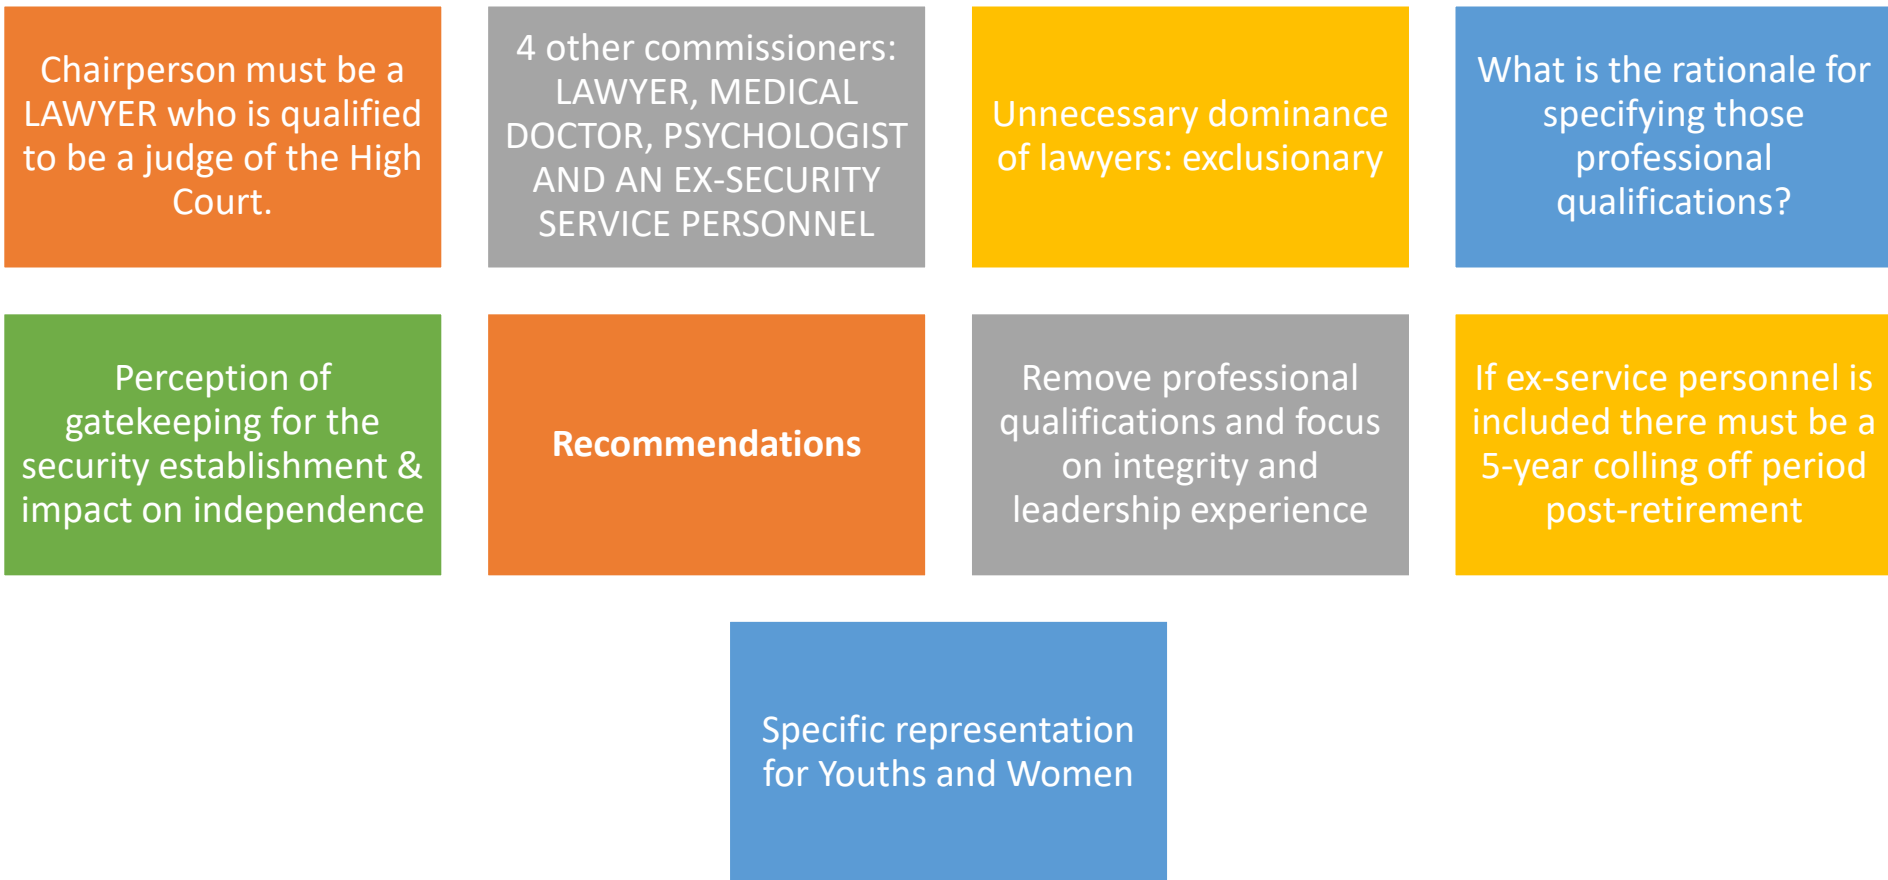 Chairperson must be a
LAWYER who is qualified
to be a judge of the High
Court.
4 other commissioners:
LAWYER, MEDICAL
DOCTOR, PSYCHOLOGIST
AND AN EX-SECURITY
SERVICE PERSONNEL
Unnecessary dominance
of lawyers: exclusionary
What is the rationale for
specifying those
professional
qualifications?
Perception of
gatekeeping for the
security establishment &
impact on independence
Recommendations
Remove professional
qualifications and focus
on integrity and
leadership experience
If ex-service personnel is
included there must be a
5-year colling off period
post-retirement
Specific representation
for Youths and Women